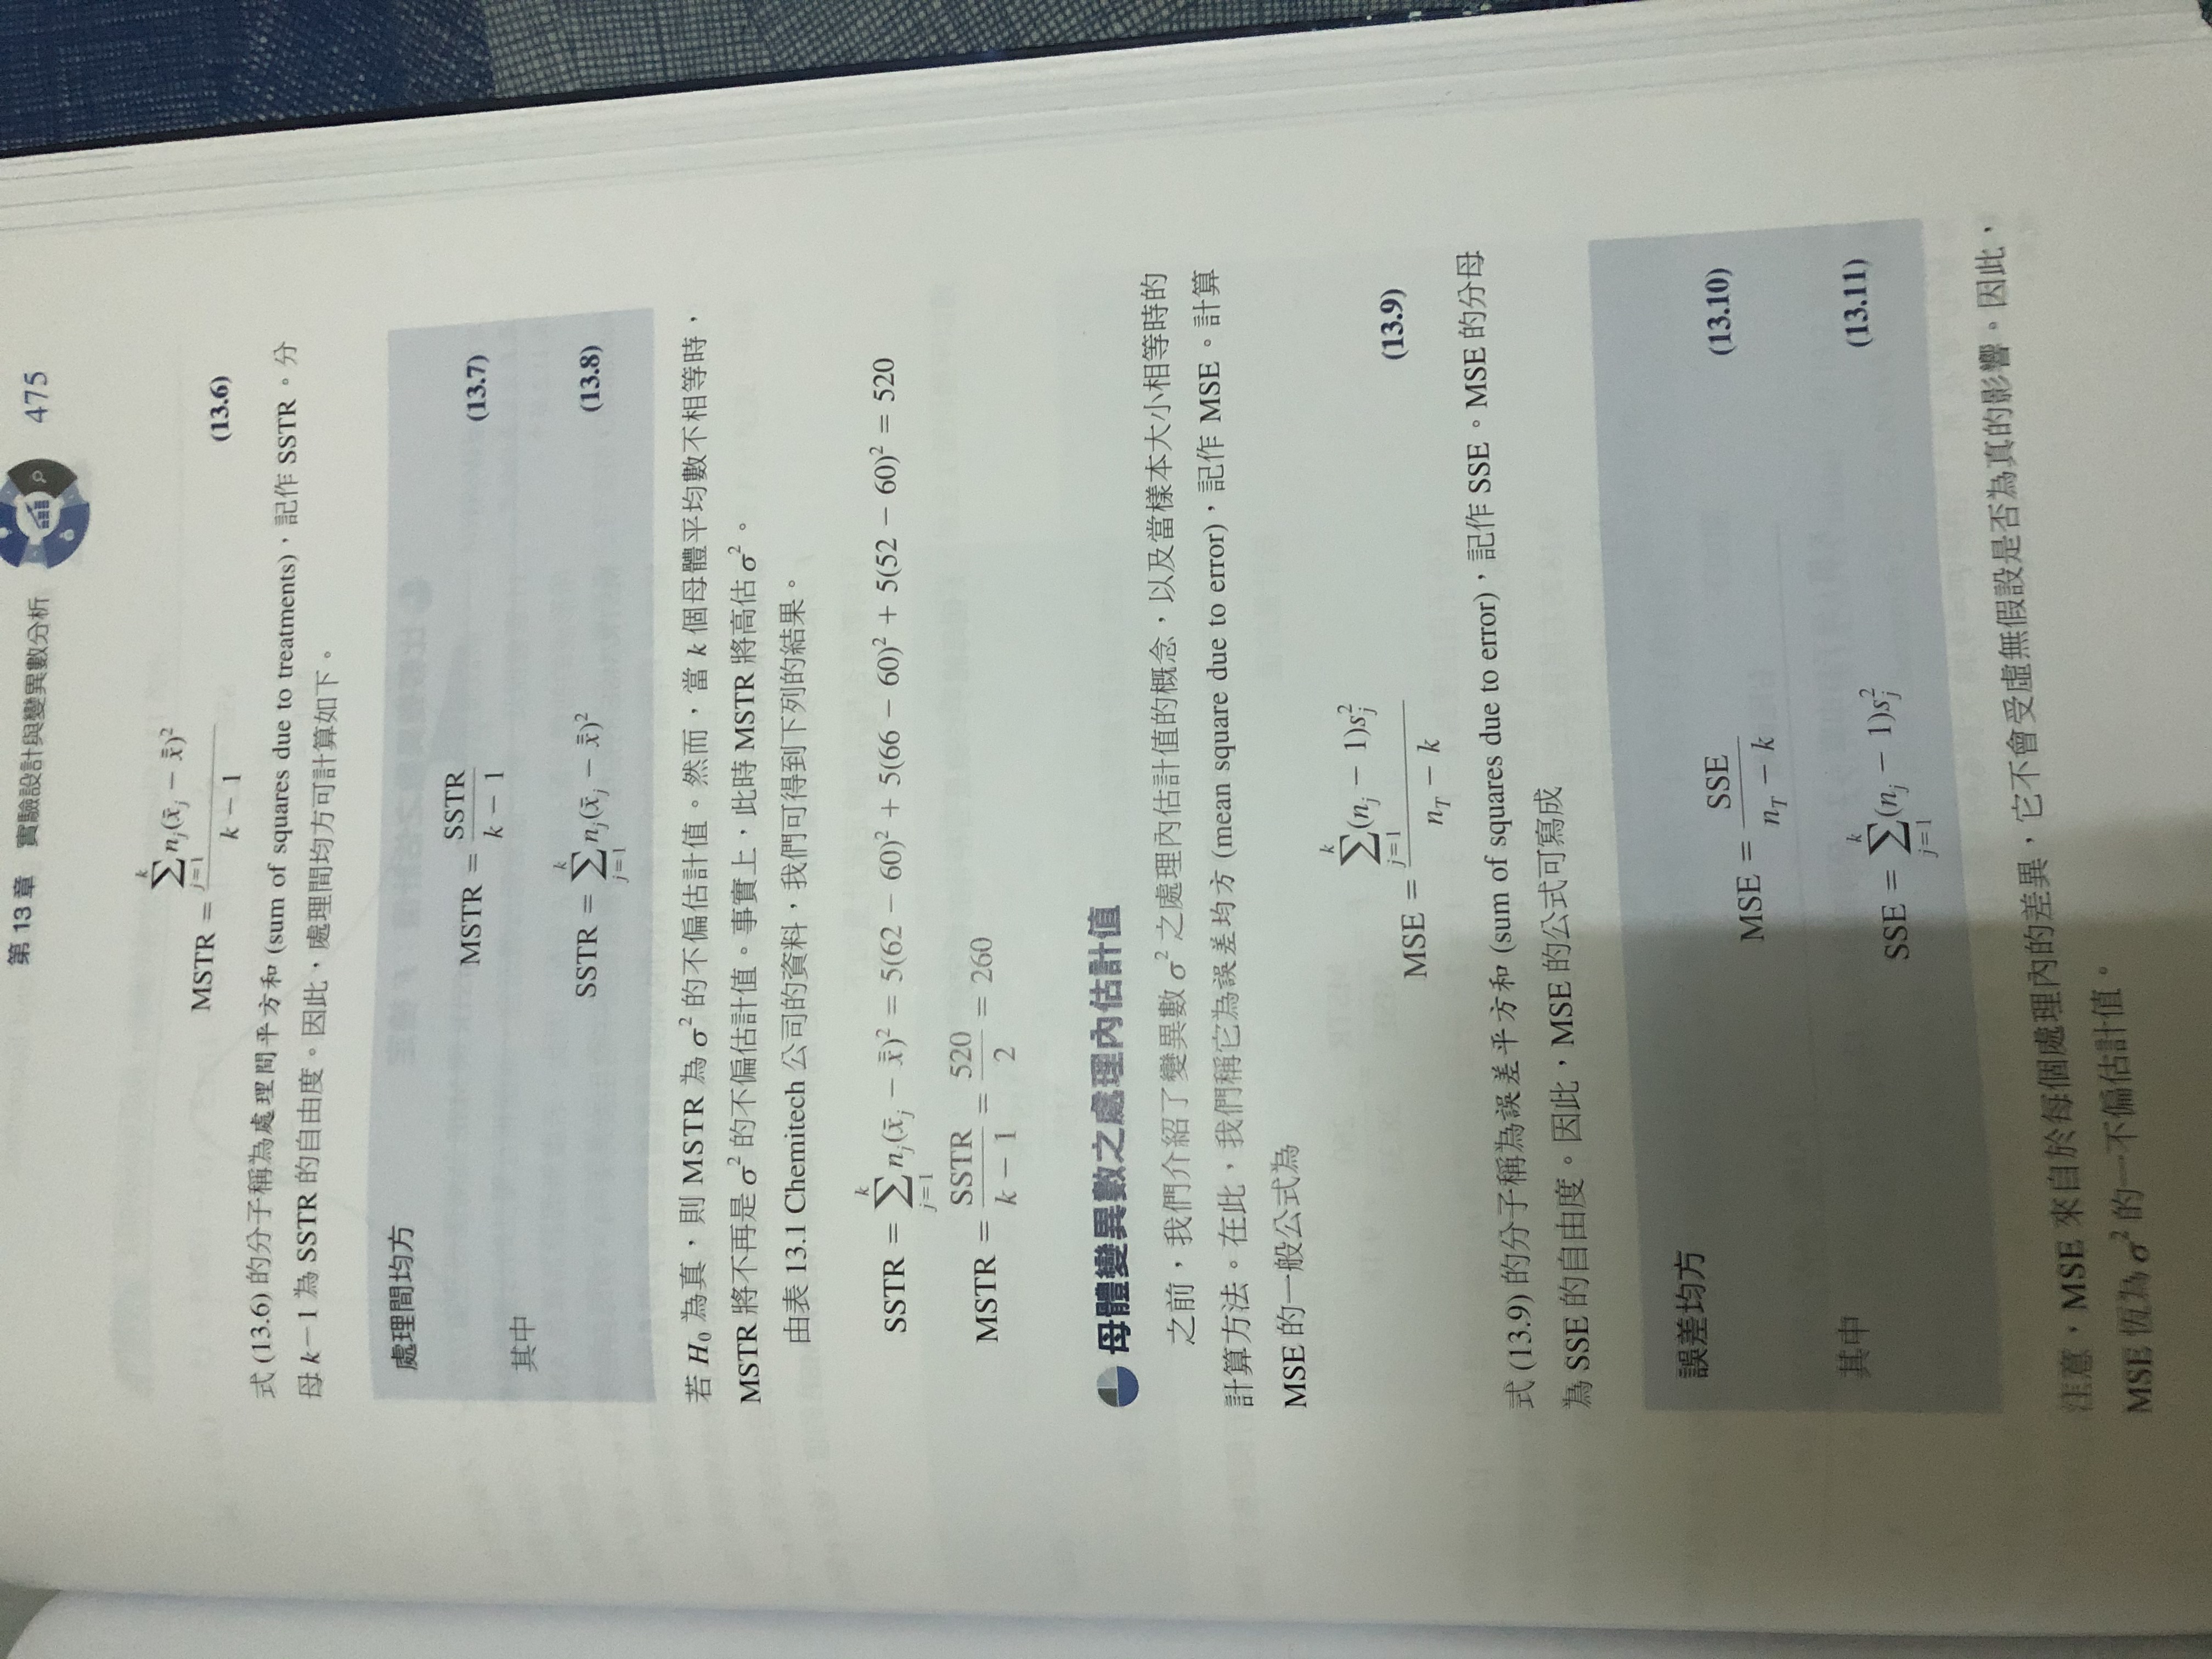 第 13 章 實驗設計與變異數分析 475
MSTR = \frac{\sum_{j=1}^{k} n_j(\bar{x}_j - \bar{\bar{x}})^2}{k - 1} (13.6)
式 (13.6) 的分子稱為處理間平方和 (sum of squares due to treatments),記作 SSTR。分
母 k−1 為 SSTR 的自由度。因此,處理間均方可計算如下。
處理間均方
MSTR = \frac{SSTR}{k - 1} (13.7)
其中
SSTR = \sum_{j=1}^{k} n_j(\bar{x}_j - \bar{\bar{x}})^2 (13.8)
若 H₀ 為真,則 MSTR 為 σ² 的不偏估計值。然而,當 k 個母體平均數不相等時,
MSTR 將不再是 σ² 的不偏估計值。事實上,此時 MSTR 將高估 σ²。
由表 13.1 Chemitech 公司的資料,我們可得到下列的結果。
SSTR = \sum_{j=1}^{k} n_j(\bar{x}_j - \bar{\bar{x}})^2 = 5(62 − 60)² + 5(66 − 60)² + 5(52 − 60)² = 520
MSTR = \frac{SSTR}{k - 1} = \frac{520}{2} = 260
母體變異數之處理內估計值
之前,我們介紹了變異數 σ² 之處理內估計值的概念,以及當樣本大小相等時的
計算方法。在此,我們稱它為誤差均方 (mean square due to error),記作 MSE。計算
MSE 的一般公式為
MSE = \frac{\sum_{j=1}^{k} (n_j - 1)s_j^2}{n_T - k} (13.9)
式 (13.9) 的分子稱為誤差平方和 (sum of squares due to error),記作 SSE。MSE 的分母
為 SSE 的自由度。因此,MSE 的公式可寫成
誤差均方
MSE = \frac{SSE}{n_T - k} (13.10)
其中
SSE = \sum_{j=1}^{k} (n_j - 1)s_j^2 (13.11)
注意,MSE 來自於每個處理內的差異,它不會受虛無假設是否為真的影響。因此,
MSE 恆為 σ² 的一不偏估計值。